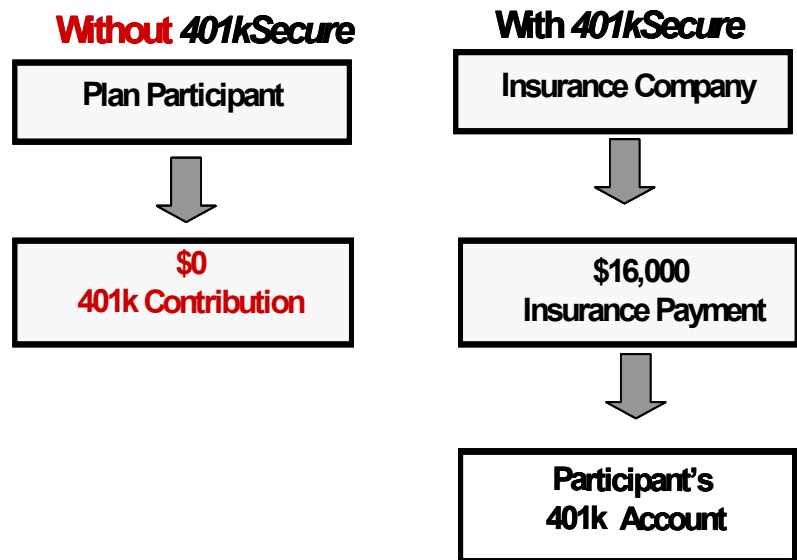 Without 401kSecure
Plan Participant
$0
401k Contribution
With 401kSecure
Insurance Company
$16,000
Insurance Payment
Participant's
401k Account